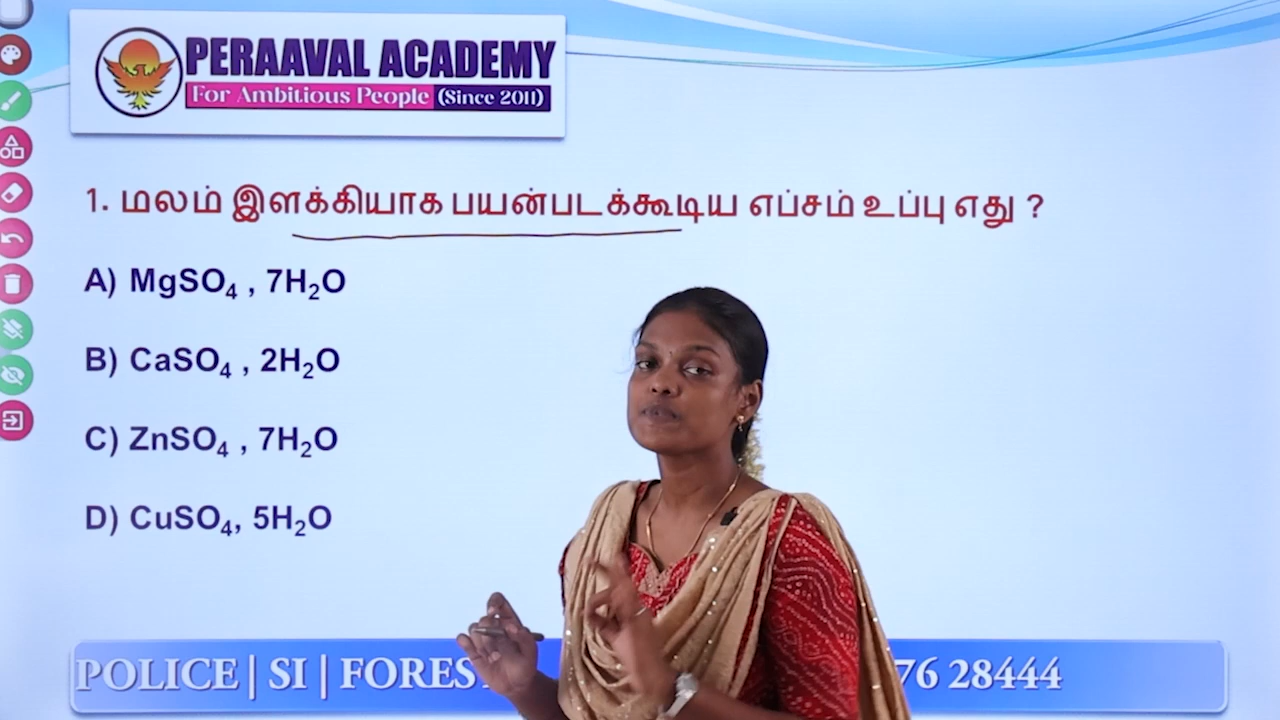 PERAAVAL ACADEMY
For Ambitious People (Since 2011)
1. மலம் இளக்கியாக பயன்படக்கூடிய எப்சம் உப்பு எது ?
A) MgSO₄ , 7H₂O
B) CaSO₄ , 2H₂O
C) ZnSO₄ , 7H₂O
D) CuSO₄, 5H₂O
POLICE | SI | FOREST 76 28444